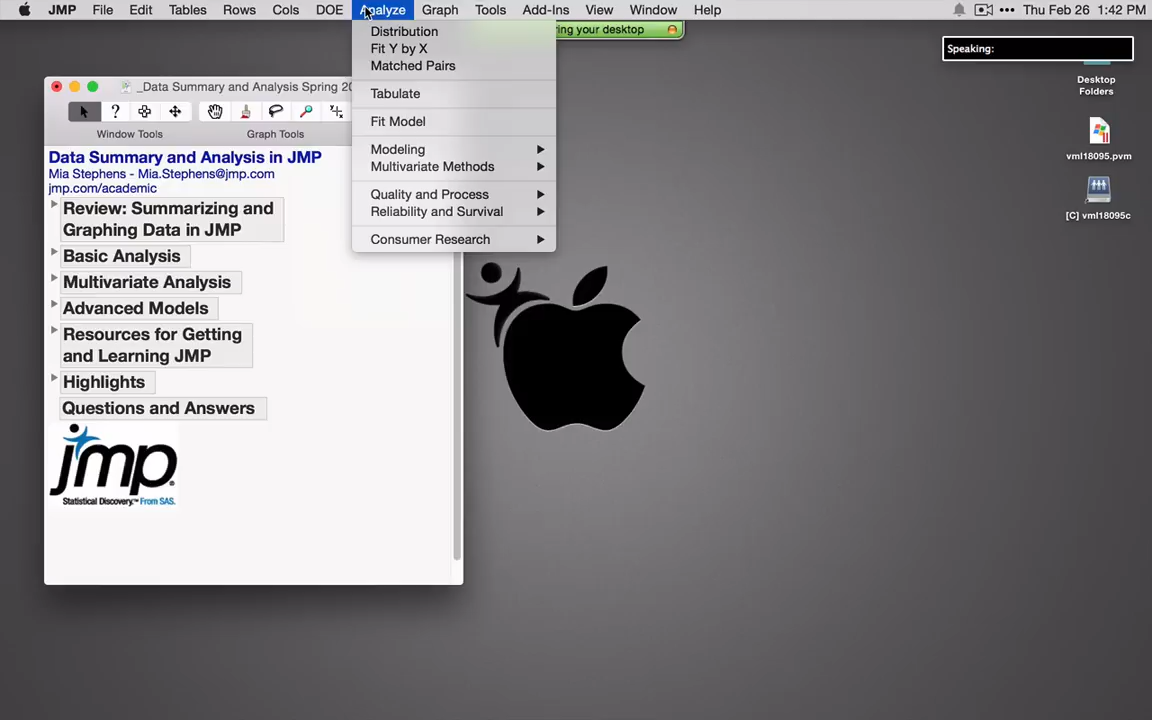 JMP File Edit Tables Rows Cols DOE Analyze Graph Tools Add-Ins View Window Help Thu Feb 26 1:42 PM
Distribution
Fit Y by X
Matched Pairs
Tabulate
Fit Model
Modeling
Multivariate Methods
Quality and Process
Reliability and Survival
Consumer Research
your desktop
Speaking:
Desktop
Folders
vml18095.pvm
[C] vml18095c
_Data Summary and Analysis Spring
Window Tools
Graph Tools
Data Summary and Analysis in JMP
Mia Stephens - Mia.Stephens@jmp.com
jmp.com/academic
Review: Summarizing and
Graphing Data in JMP
Basic Analysis
Multivariate Analysis
Advanced Models
Resources for Getting
and Learning JMP
Highlights
Questions and Answers
jmp
Statistical Discovery.™ From SAS.